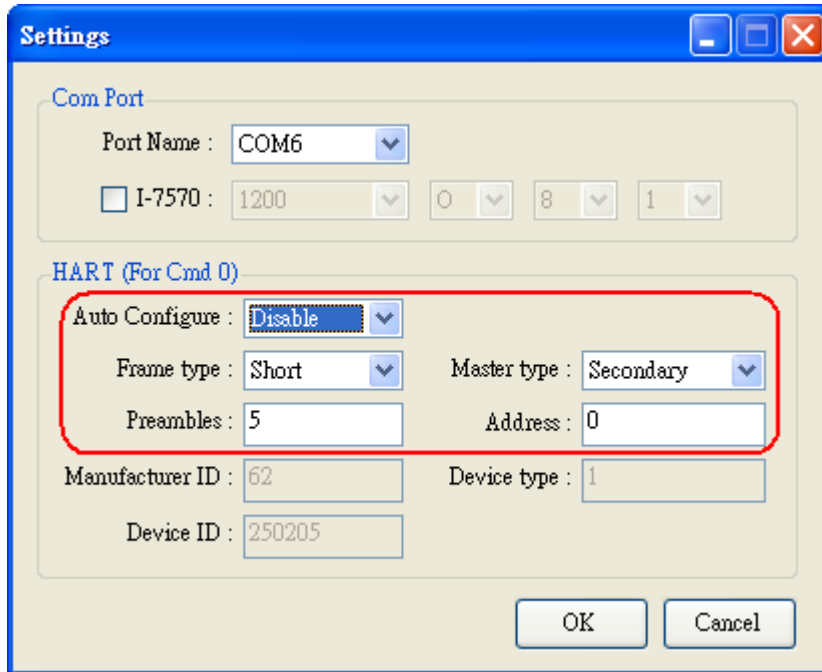 Settings
Com Port
Port Name : COM6
I-7570 : 1200 O 8 1
HART (For Cmd 0)
Auto Configure : Disable
Frame type : Short Master type : Secondary
Preambles : 5 Address : 0
Manufacturer ID : 62 Device type : 1
Device ID : 250205
OK Cancel